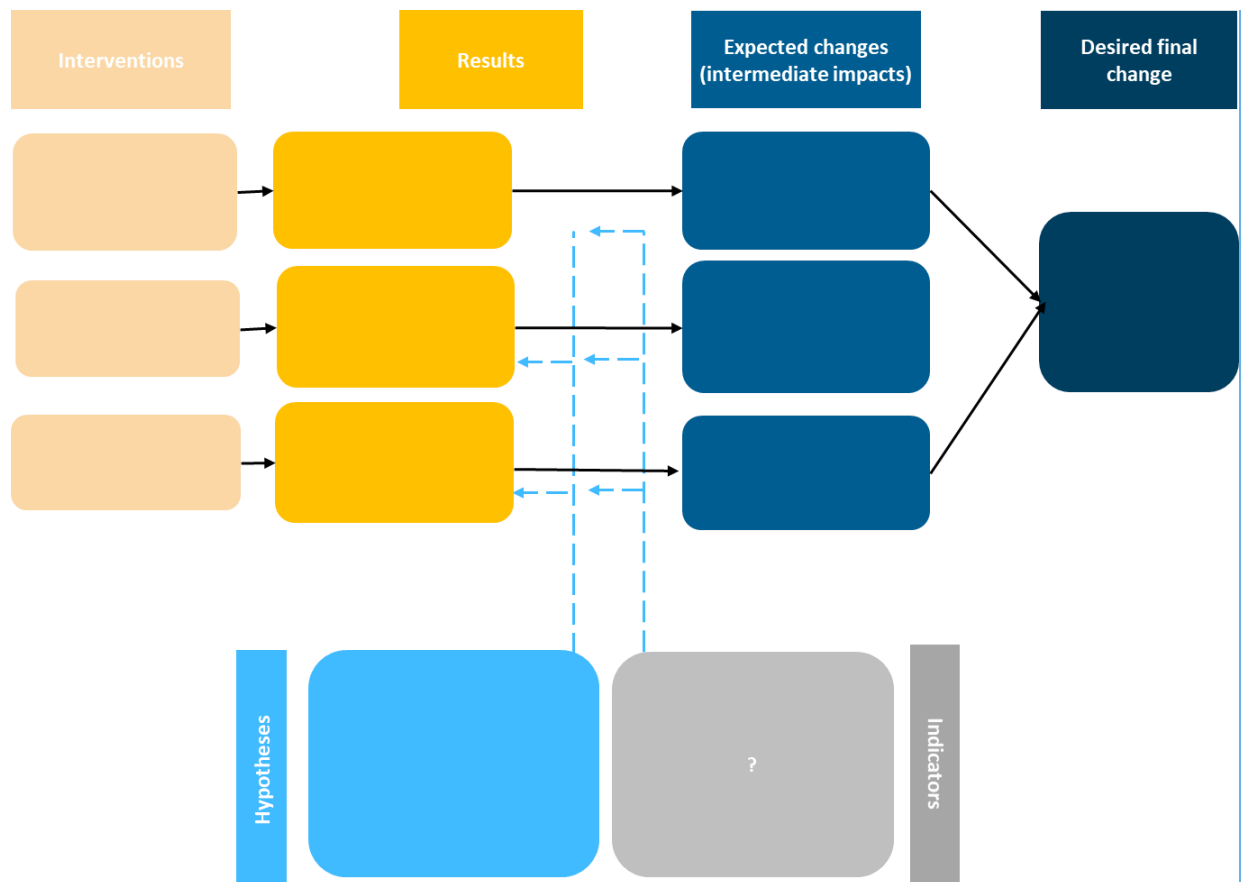 Interventions
Results
Expected changes
(intermediate impacts)
Desired final
change
Hypotheses
?
Indicators